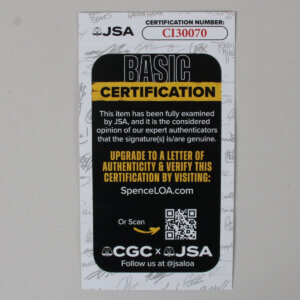 JSA
CERTIFICATION NUMBER:
CI30070
BASIC
CERTIFICATION
This item has been fully examined
by JSA, and it is the considered
opinion of our expert authenticators
that the signature(s) is/are genuine.
UPGRADE TO A LETTER OF
AUTHENTICITY & VERIFY THIS
CERTIFICATION BY VISITING:
SpenceLOA.com
Or Scan
CGC x JSA
Follow us at @jsaloa